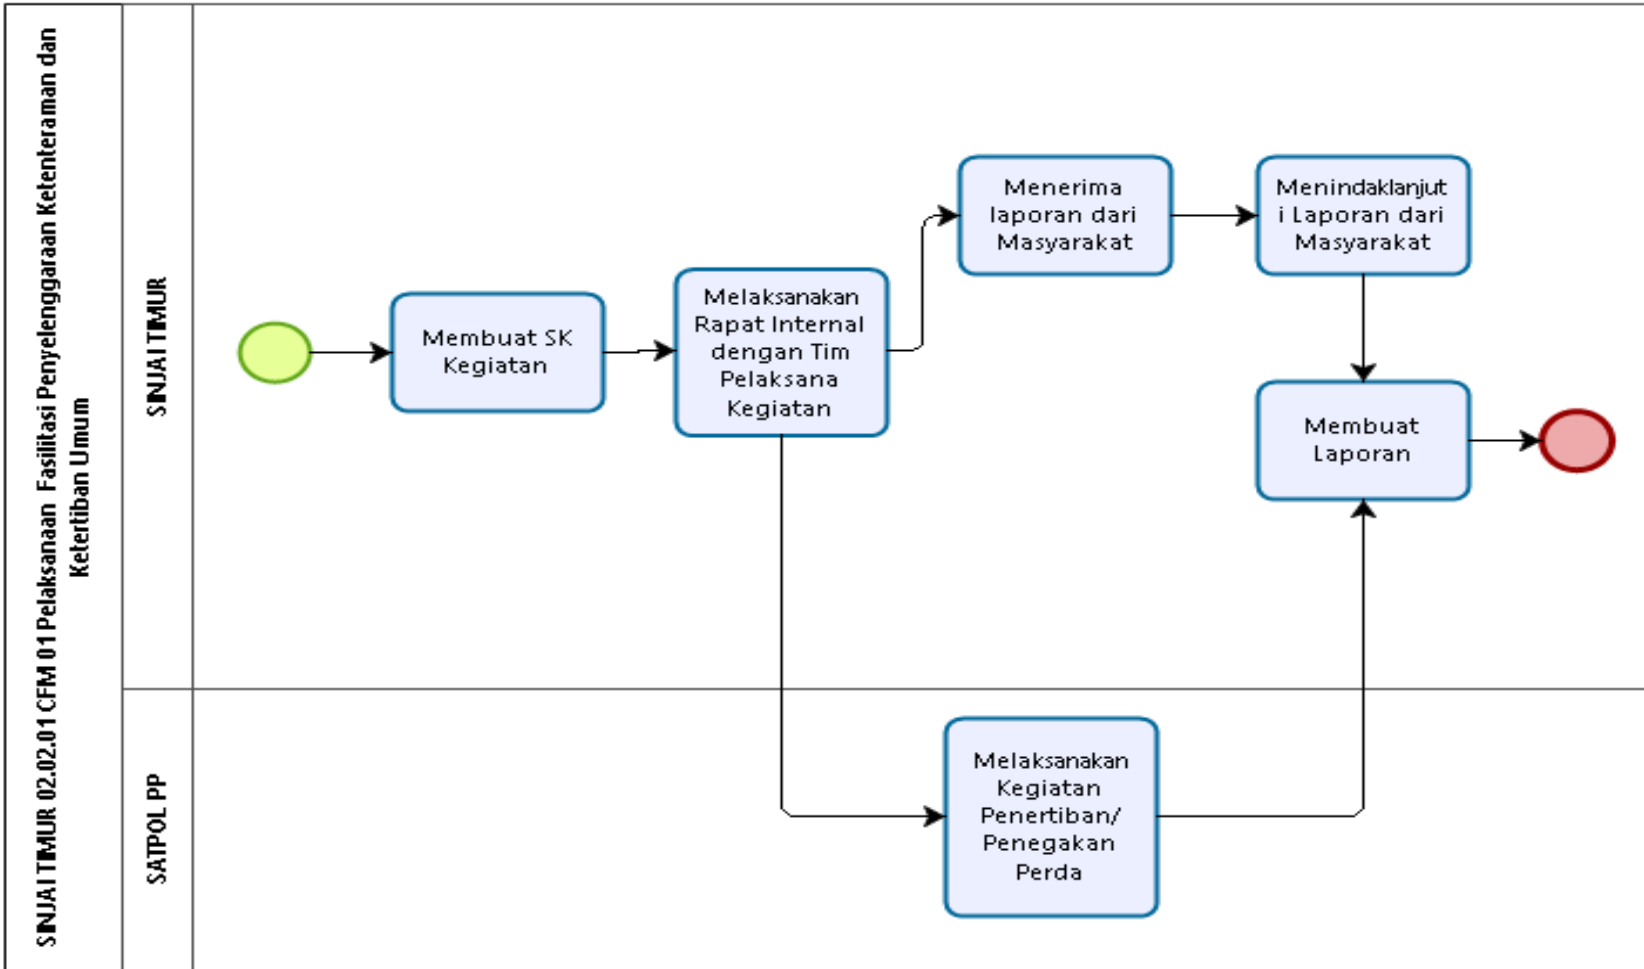 SINJAI TIMUR 02.02.01 CFM 01 Pelaksanaan Fasilitasi Penyelenggaraan Ketenteraman dan
Ketertiban Umum
SINJAI TIMUR
Membuat SK
Kegiatan
Melaksanakan
Rapat Internal
dengan Tim
Pelaksana
Kegiatan
Menerima
laporan dari
Masyarakat
Menindaklanjut
i Laporan dari
Masyarakat
Membuat
Laporan
SATPOL PP
Melaksanakan
Kegiatan
Penertiban/
Penegakan
Perda